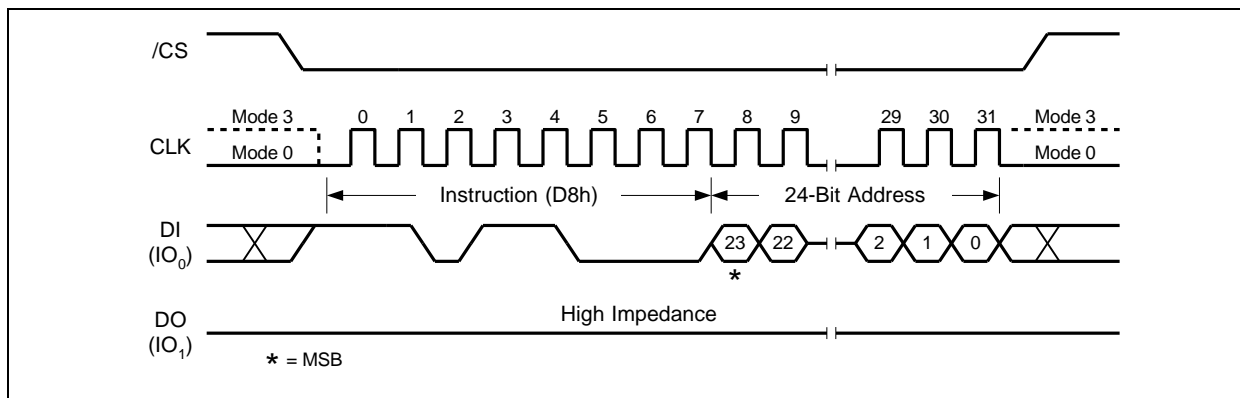 /CS
Mode 3 0 1 2 3 4 5 6 7 8 9 29 30 31 Mode 3
CLK Mode 0 Mode 0
Instruction (D8h) 24-Bit Address
DI
(IO₀) 23 22 2 1 0
*
DO High Impedance
(IO₁)
* = MSB